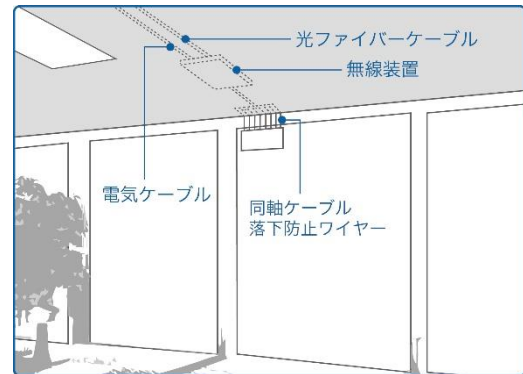 光ファイバーケーブル
無線装置
電気ケーブル
同軸ケーブル
落下防止ワイヤー